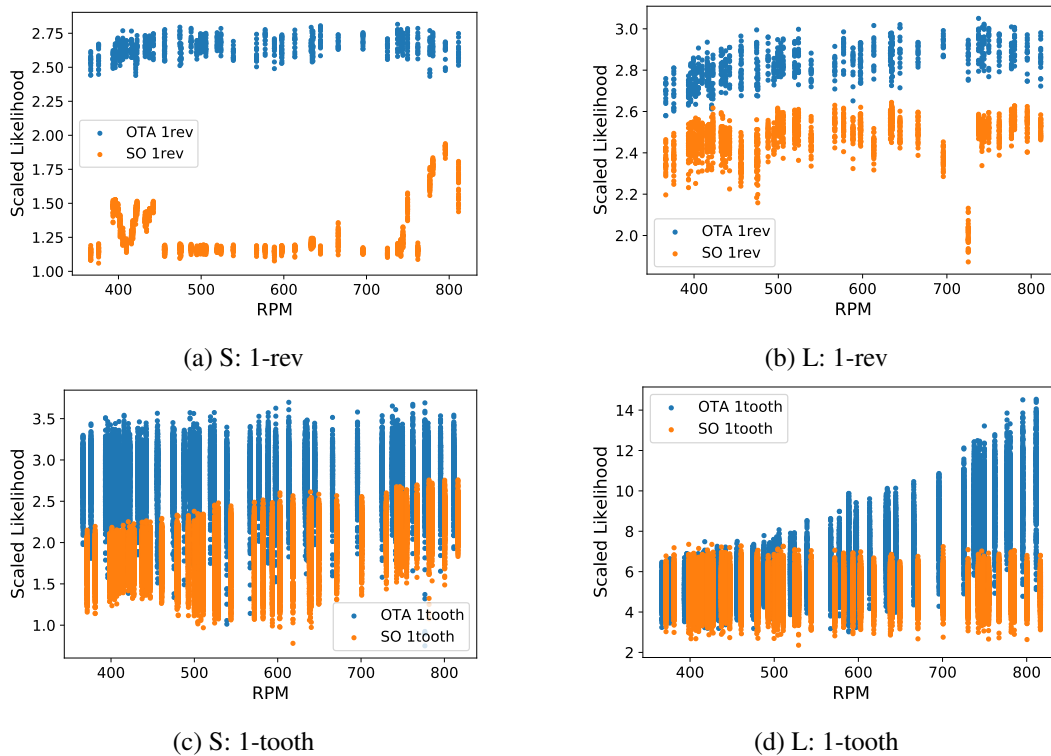 2.75
2.50
2.25
2.00
1.75
1.50
1.25
1.00
Scaled Likelihood
OTA 1rev
SO 1rev
400 500 600 700 800
RPM
(a) S: 1-rev
3.0
2.8
2.6
2.4
2.2
2.0
Scaled Likelihood
OTA 1rev
SO 1rev
400 500 600 700 800
RPM
(b) L: 1-rev
3.5
3.0
2.5
2.0
1.5
1.0
Scaled Likelihood
OTA 1tooth
SO 1tooth
400 500 600 700 800
RPM
(c) S: 1-tooth
14
12
10
8
6
4
2
Scaled Likelihood
OTA 1tooth
SO 1tooth
400 500 600 700 800
RPM
(d) L: 1-tooth